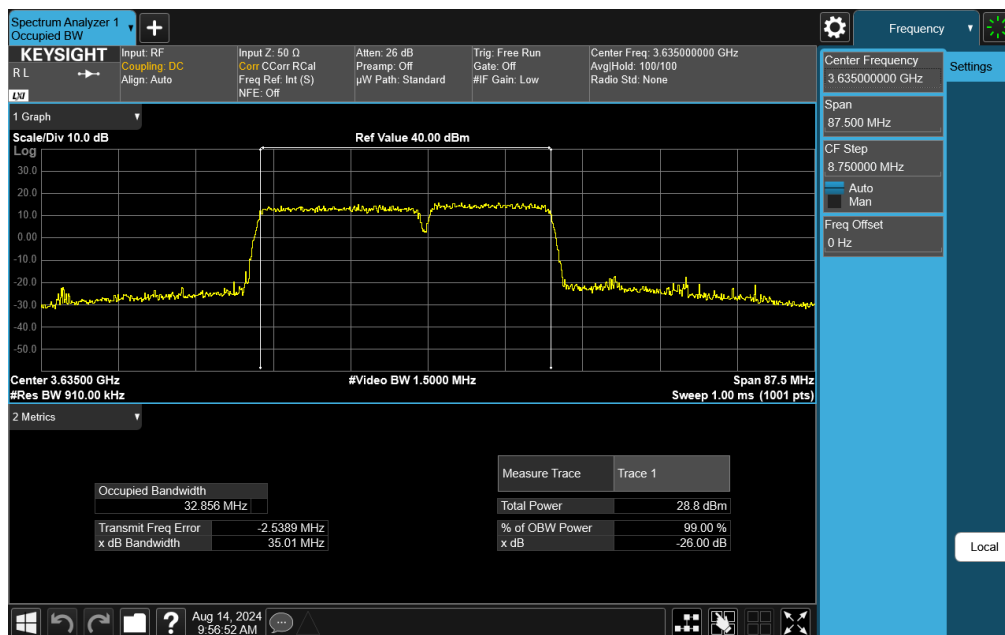 Spectrum Analyzer 1
Occupied BW
Frequency
KEYSIGHT
R L
LXI
Input: RF
Coupling: DC
Align: Auto
Input Z: 50 Ω
Corr CCorr RCal
Freq Ref: Int (S)
NFE: Off
Atten: 26 dB
Preamp: Off
µW Path: Standard
Trig: Free Run
Gate: Off
#IF Gain: Low
Center Freq: 3.635000000 GHz
Avg|Hold: 100/100
Radio Std: None
Center Frequency
3.635000000 GHz
Settings
Span
87.500 MHz
CF Step
8.750000 MHz
Auto
Man
Freq Offset
0 Hz
Local
1 Graph
Scale/Div 10.0 dB
Ref Value 40.00 dBm
Log
30.0
20.0
10.0
0.00
-10.0
-20.0
-30.0
-40.0
-50.0
Center 3.63500 GHz
#Video BW 1.5000 MHz
Span 87.5 MHz
#Res BW 910.00 kHz
Sweep 1.00 ms (1001 pts)
2 Metrics
Measure Trace Trace 1
Occupied Bandwidth
32.856 MHz
Total Power 28.8 dBm
Transmit Freq Error -2.5389 MHz
% of OBW Power 99.00 %
x dB Bandwidth 35.01 MHz
x dB -26.00 dB
?
Aug 14, 2024
9:56:52 AM